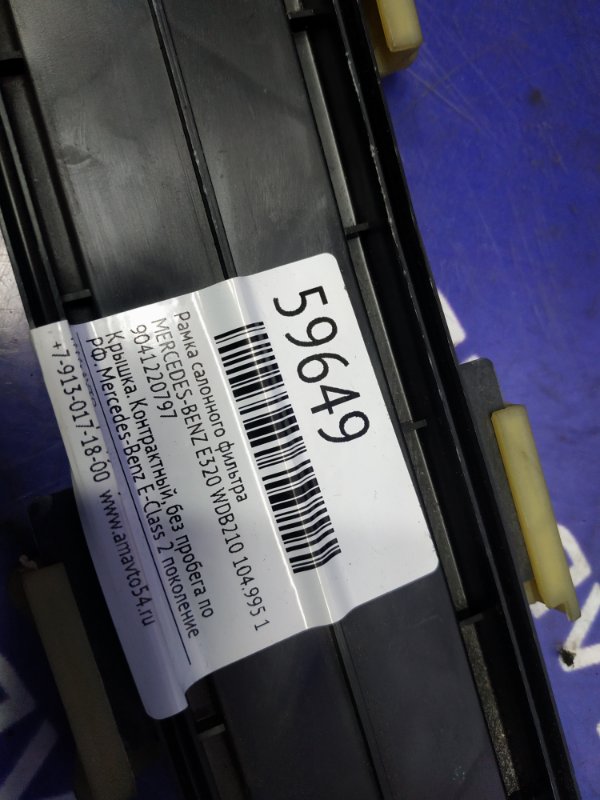 59649
Рамка салонного фильтра
MERCEDES-BENZ E320 WDB210 104.995 1
9041220797
Крышка. Контрактный, без пробега по
РФ. Mercedes-Benz E-Class 2 поколение
+7-913-017-18-00 www.amavto54.ru